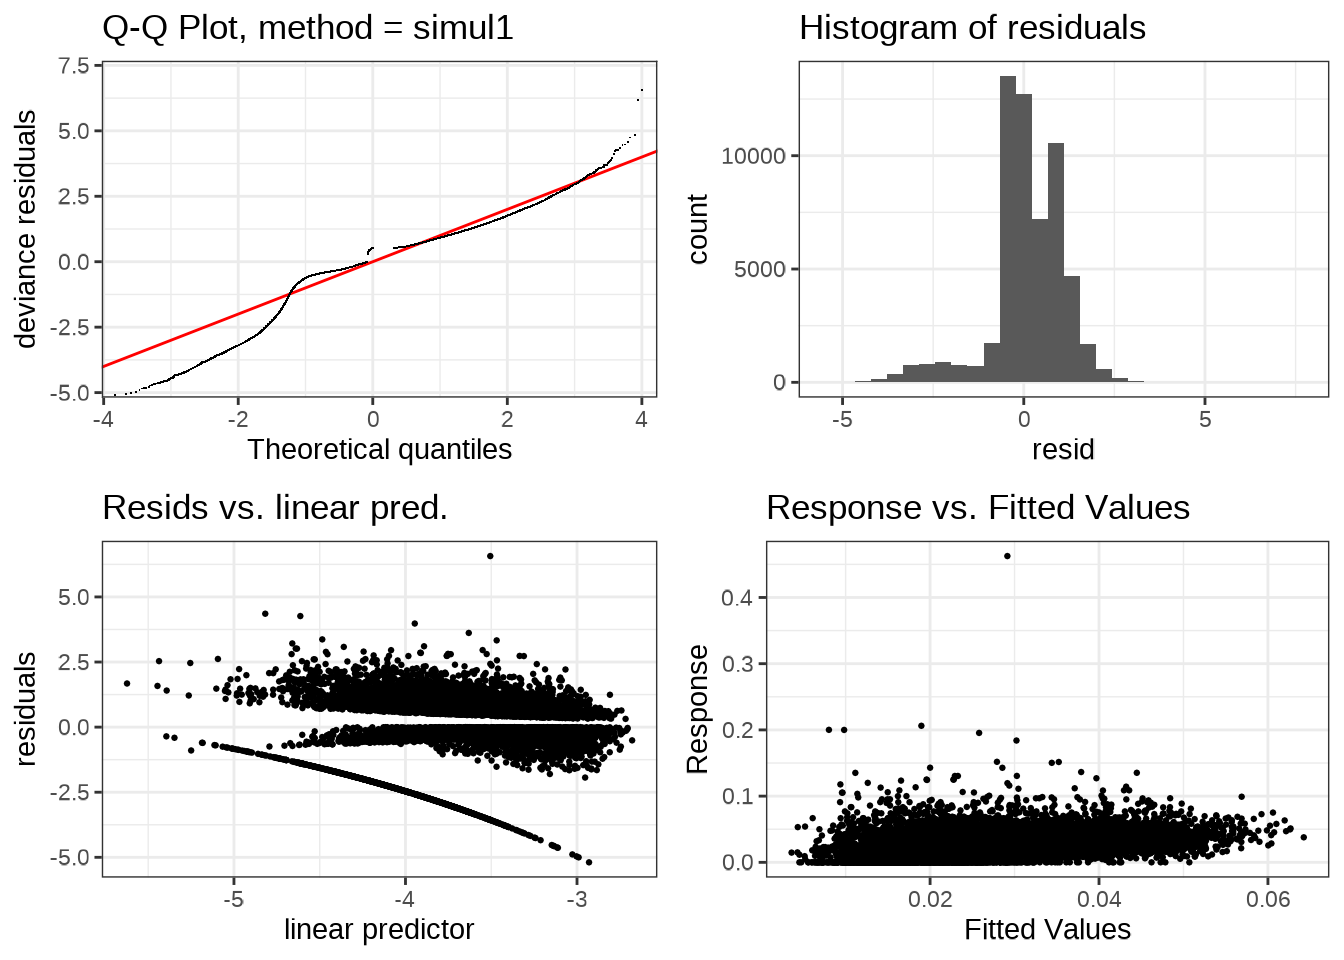 Q-Q Plot, method = simul1
7.5
5.0
2.5
0.0
-2.5
-5.0
-4
-2
0
2
4
deviance residuals
Theoretical quantiles
Histogram of residuals
10000
5000
0
-5
0
5
count
resid
Resids vs. linear pred.
5.0
2.5
0.0
-2.5
-5.0
-5
-4
-3
residuals
linear predictor
Response vs. Fitted Values
0.4
0.3
0.2
0.1
0.0
0.02
0.04
0.06
Response
Fitted Values